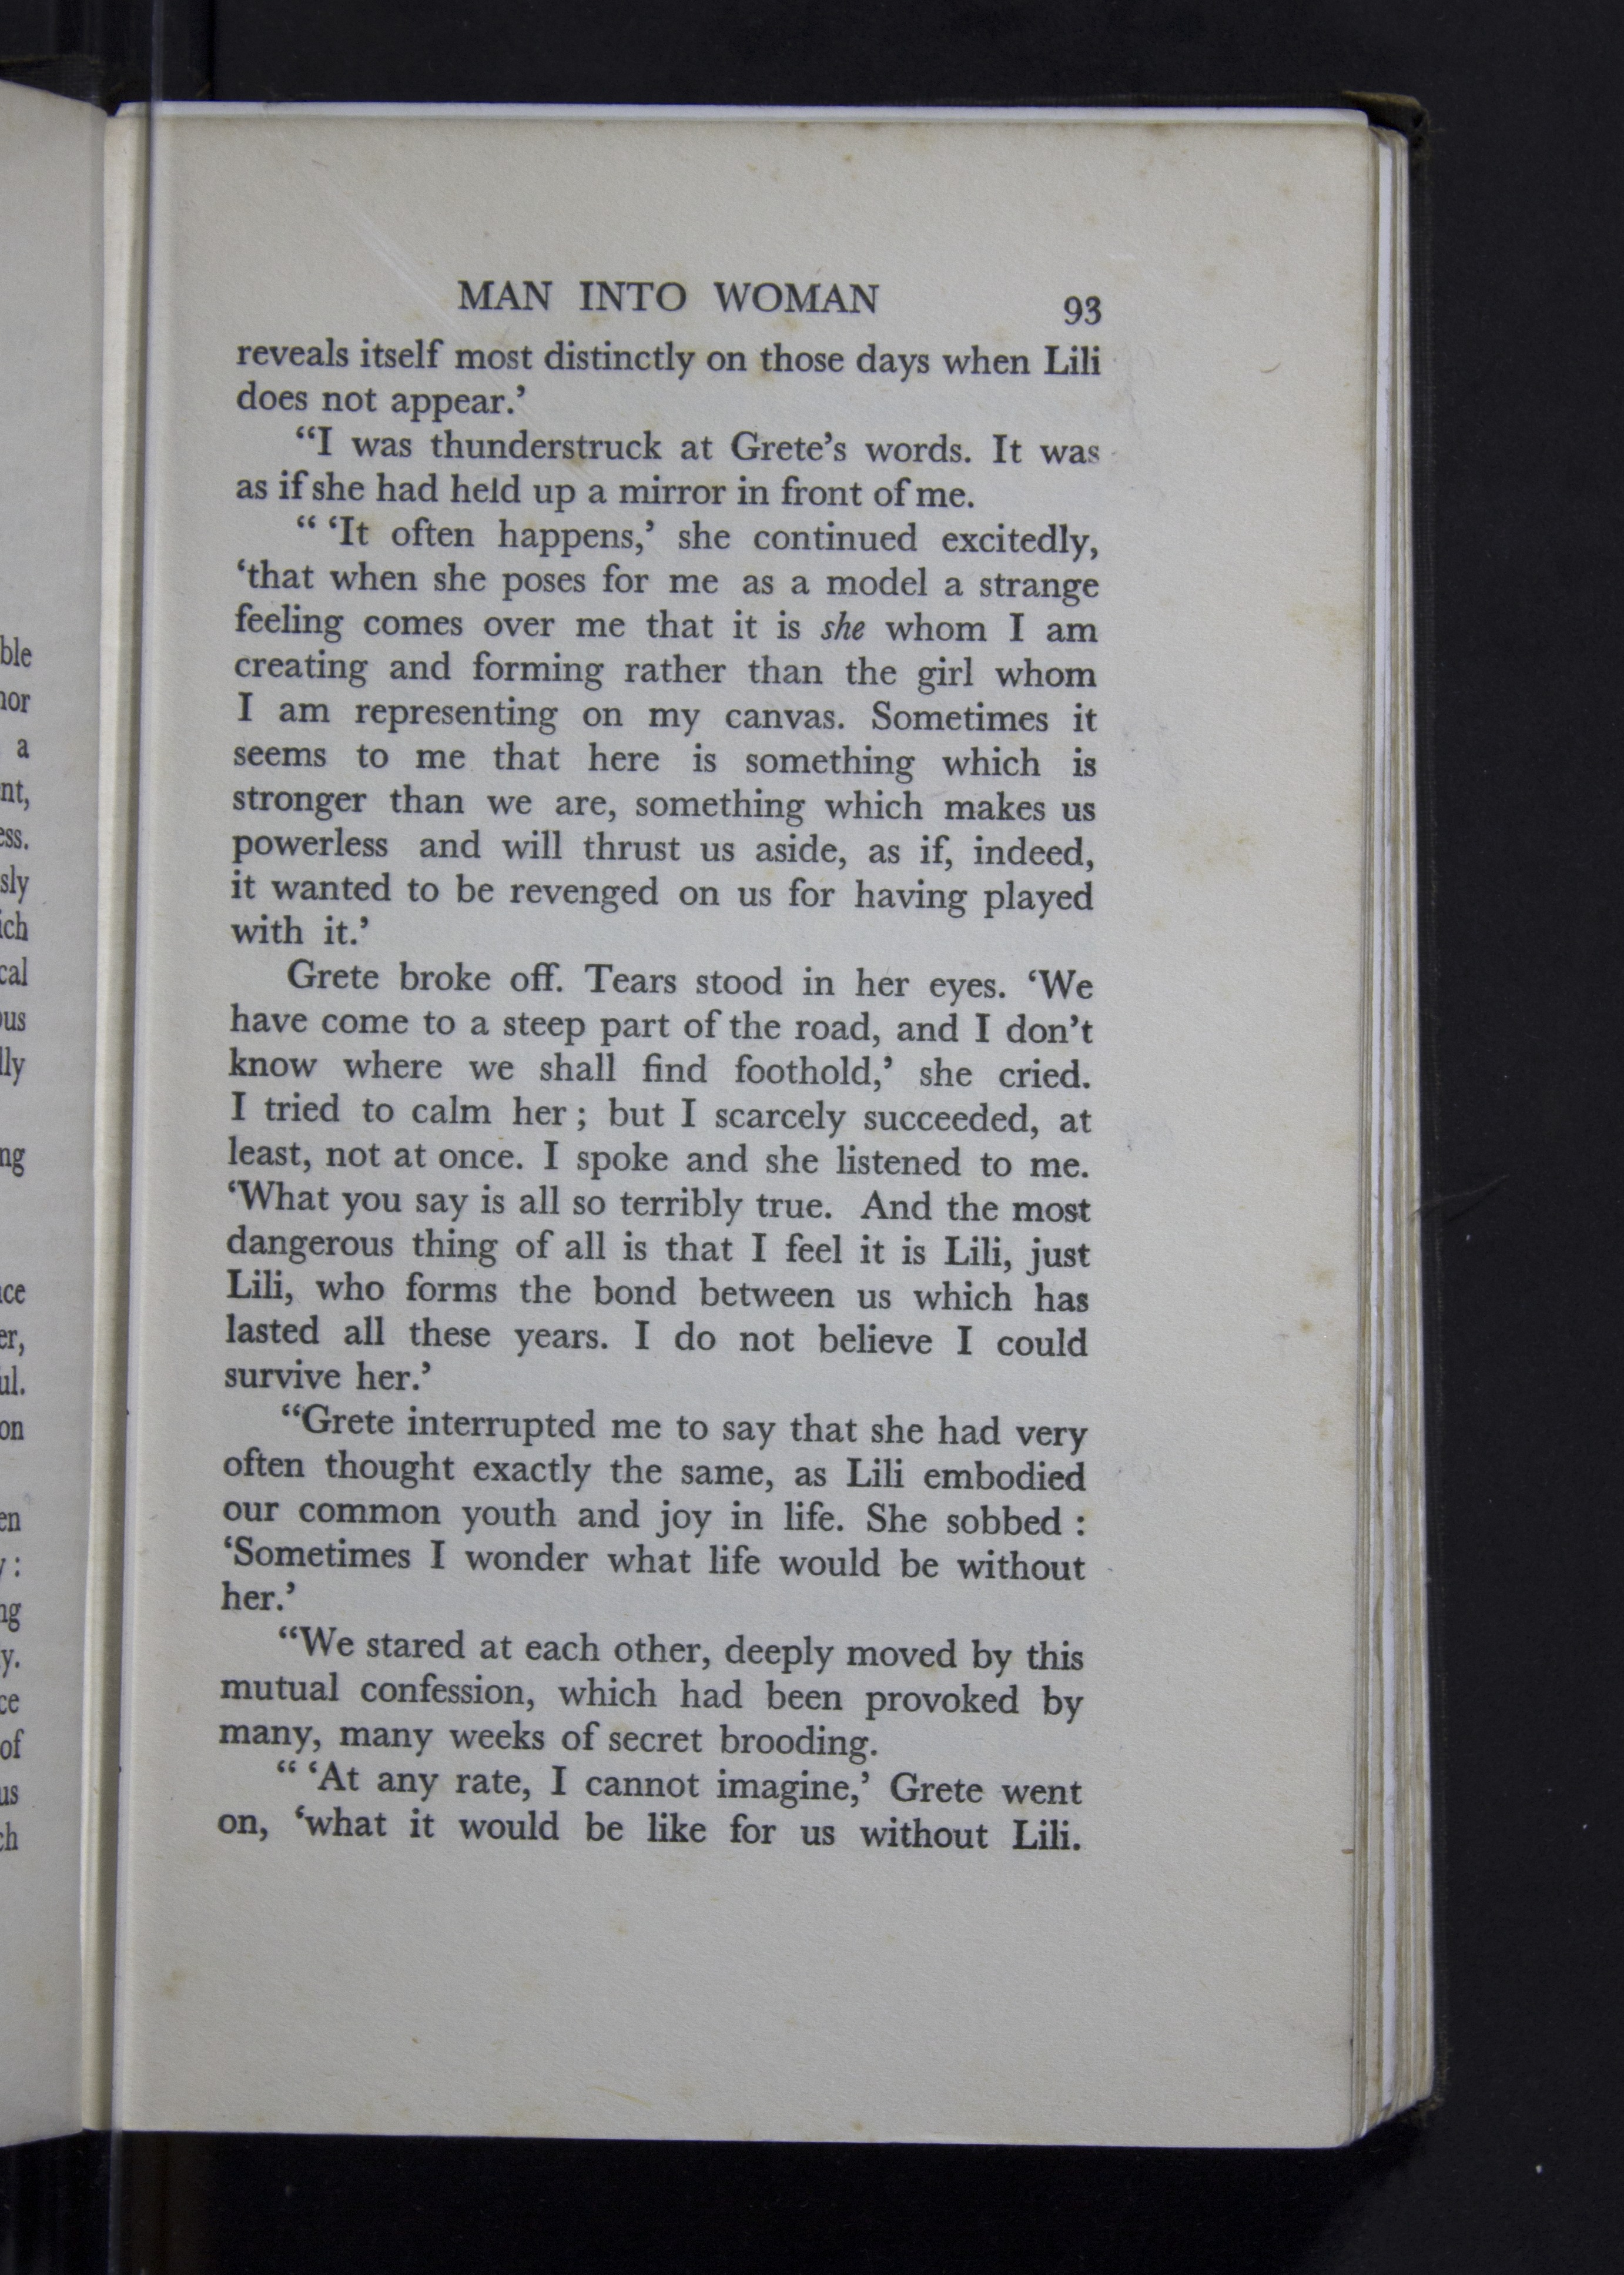 MAN INTO WOMAN 93
reveals itself most distinctly on those days when Lili
does not appear.’
“I was thunderstruck at Grete’s words. It was
as if she had held up a mirror in front of me.
“ ‘It often happens,’ she continued excitedly,
‘that when she poses for me as a model a strange
feeling comes over me that it is she whom I am
creating and forming rather than the girl whom
I am representing on my canvas. Sometimes it
seems to me that here is something which is
stronger than we are, something which makes us
powerless and will thrust us aside, as if, indeed,
it wanted to be revenged on us for having played
with it.’
Grete broke off. Tears stood in her eyes. ‘We
have come to a steep part of the road, and I don’t
know where we shall find foothold,’ she cried.
I tried to calm her ; but I scarcely succeeded, at
least, not at once. I spoke and she listened to me.
‘What you say is all so terribly true. And the most
dangerous thing of all is that I feel it is Lili, just
Lili, who forms the bond between us which has
lasted all these years. I do not believe I could
survive her.’
“Grete interrupted me to say that she had very
often thought exactly the same, as Lili embodied
our common youth and joy in life. She sobbed :
‘Sometimes I wonder what life would be without
her.’
“We stared at each other, deeply moved by this
mutual confession, which had been provoked by
many, many weeks of secret brooding.
“ ‘At any rate, I cannot imagine,’ Grete went
on, ‘what it would be like for us without Lili.